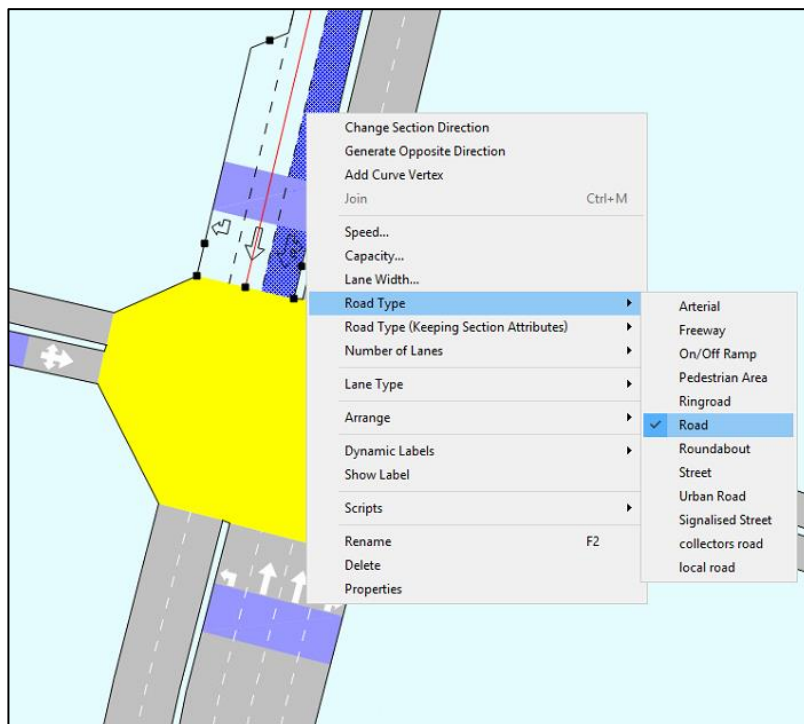 Change Section Direction
Generate Opposite Direction
Add Curve Vertex
Join Ctrl+M
Speed...
Capacity...
Lane Width...
Road Type
Road Type (Keeping Section Attributes)
Number of Lanes
Lane Type
Arrange
Dynamic Labels
Show Label
Scripts
Rename F2
Delete
Properties
Arterial
Freeway
On/Off Ramp
Pedestrian Area
Ringroad
Road
Roundabout
Street
Urban Road
Signalised Street
collectors road
local road